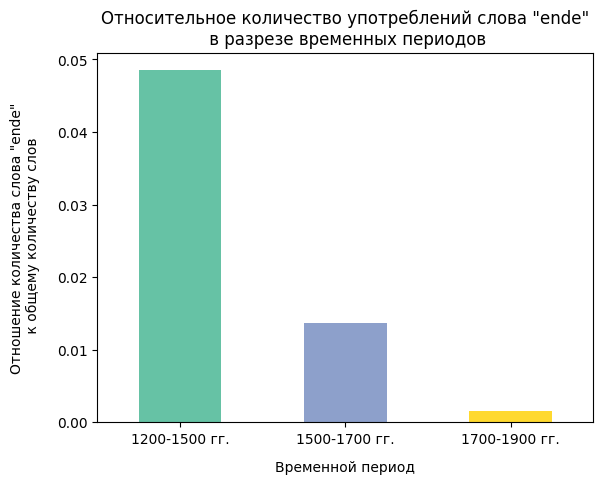 Относительное количество употреблений слова "ende"
в разрезе временных периодов
Отношение количества слова "ende"
к общему количеству слов
0.05
0.04
0.03
0.02
0.01
0.00
1200-1500 гг.
1500-1700 гг.
1700-1900 гг.
Временной период